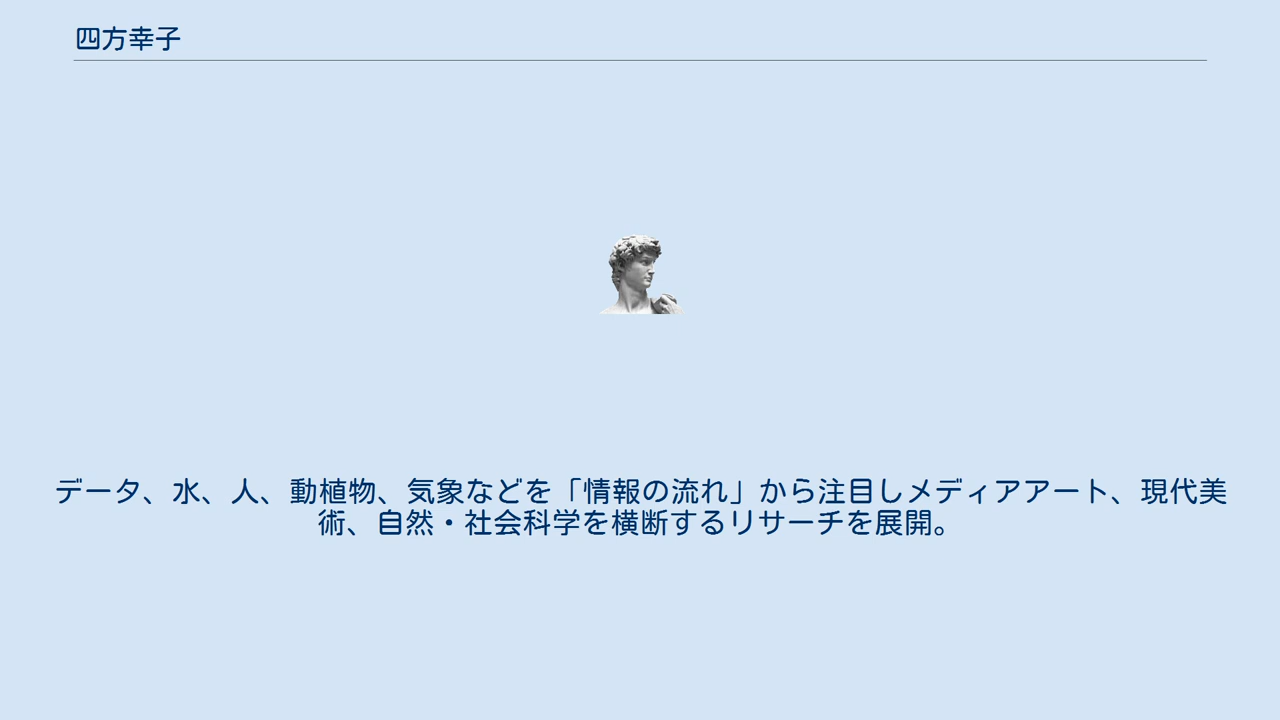 四方幸子
データ、水、人、動植物、気象などを「情報の流れ」から注目しメディアアート、現代美
術、自然・社会科学を横断するリサーチを展開。